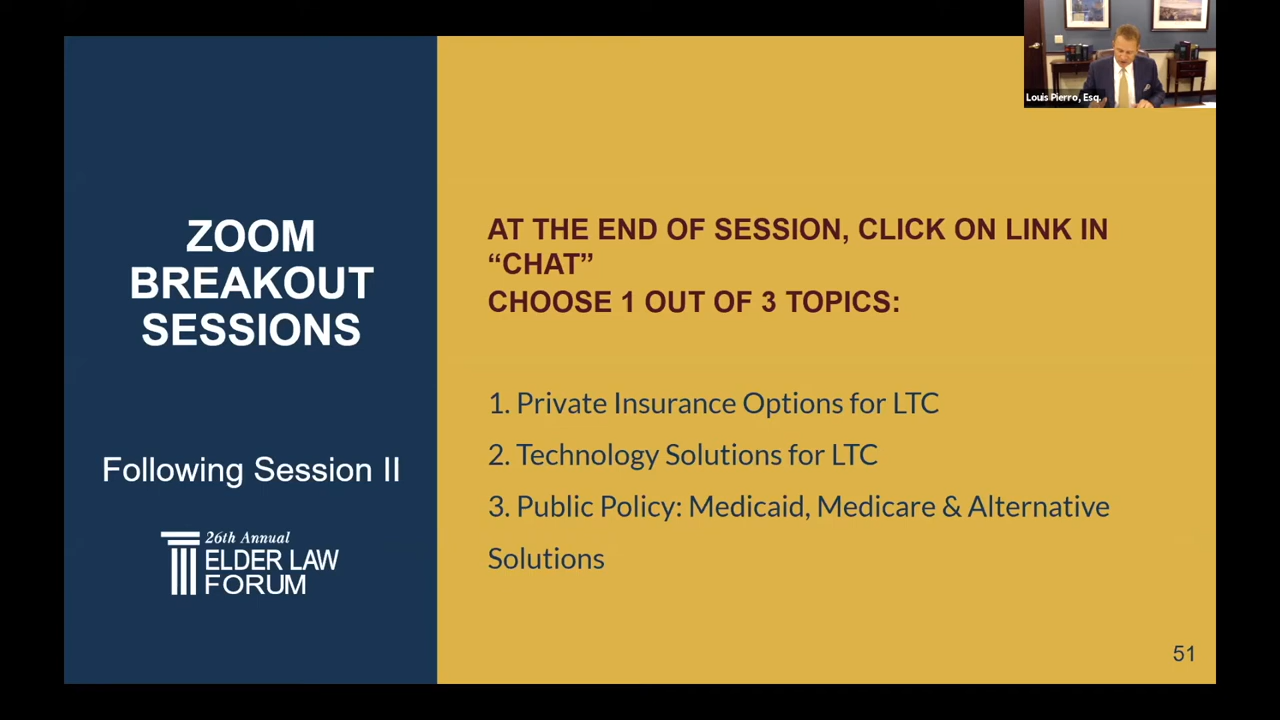 Louis Pierro, Esq.
ZOOM
BREAKOUT
SESSIONS
Following Session II
26th Annual
ELDER LAW
FORUM
AT THE END OF SESSION, CLICK ON LINK IN
“CHAT”
CHOOSE 1 OUT OF 3 TOPICS:
1. Private Insurance Options for LTC
2. Technology Solutions for LTC
3. Public Policy: Medicaid, Medicare & Alternative
Solutions
51